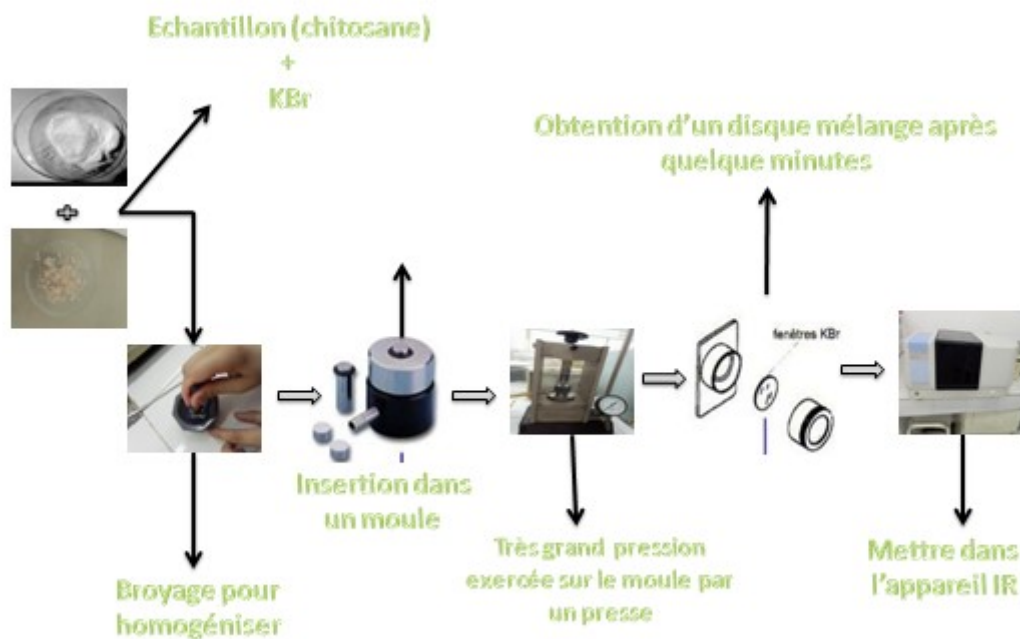 Echantillon (chitosane)
+
KBr
Obtention d'un disque mélange après
quelque minutes
+
fenêtres KBr
Insertion dans
un moule
Très grand pression
exercée sur le moule par
un presse
Mettre dans
l'appareil IR
Broyage pour
homogéniser